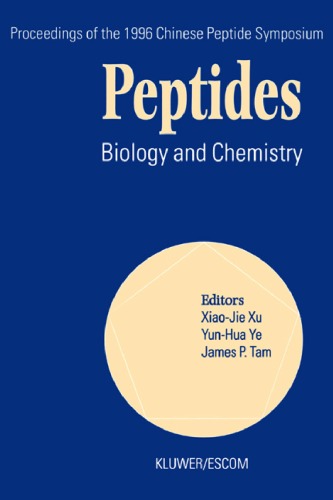 Proceedings of the 1996 Chinese Peptide Symposium
Peptides
Biology and Chemistry
Editors
Xiao-Jie Xu
Yun-Hua Ye
James P. Tam
KLUWER/ESCOM